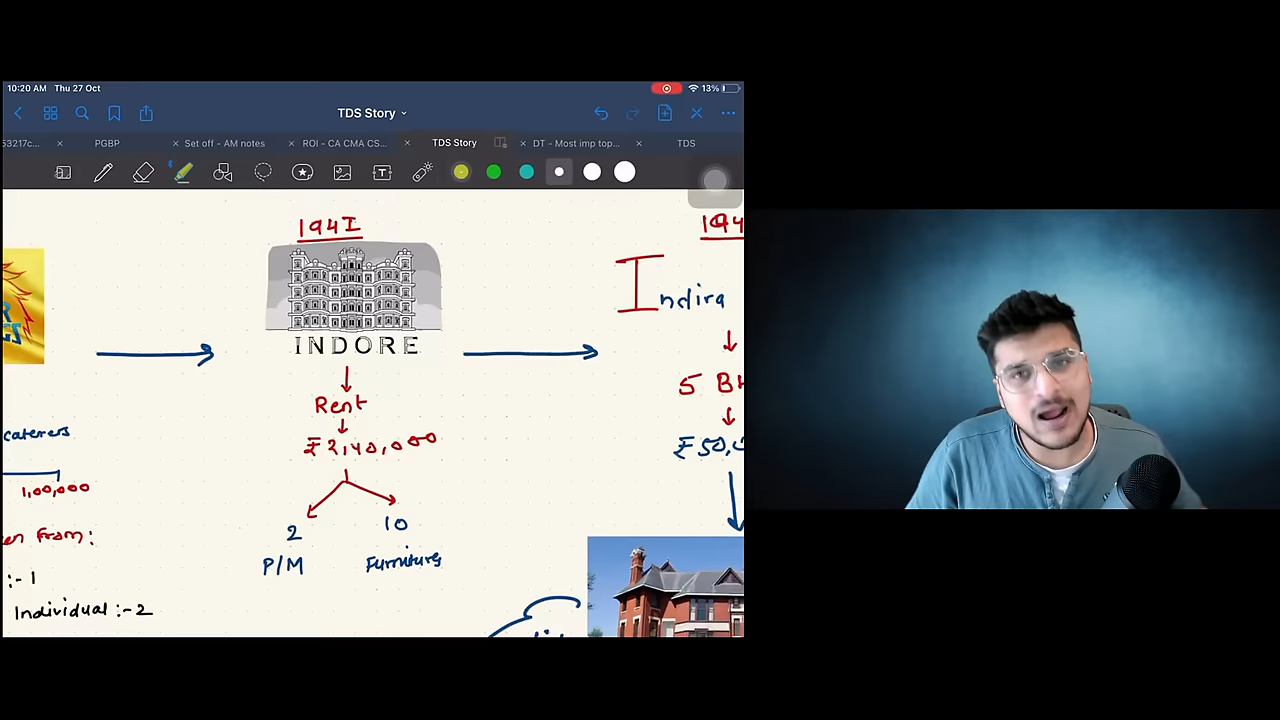 10:20 AM Thu 27 Oct
13%
TDS Story
53217c...
PGBP
Set off - AM notes
ROI - CA CMA CS...
TDS Story
DT - Most imp top...
TDS
194I
INDORE
Rent
₹2,40,000
2
10
P/M
Furniture
caterers
1,00,000
en From:
:- 1
Individual :- 2
194
Indira
5 BH
₹50,0